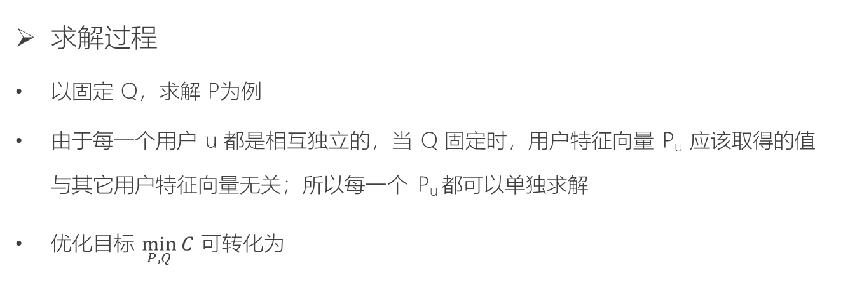 ➢ 求解过程
• 以固定 Q，求解 P为例
• 由于每一个用户 u 都是相互独立的，当 Q 固定时，用户特征向量 Pu 应该取得的值
与其它用户特征向量无关；所以每一个 Pu 都可以单独求解
• 优化目标 min P,Q C 可转化为